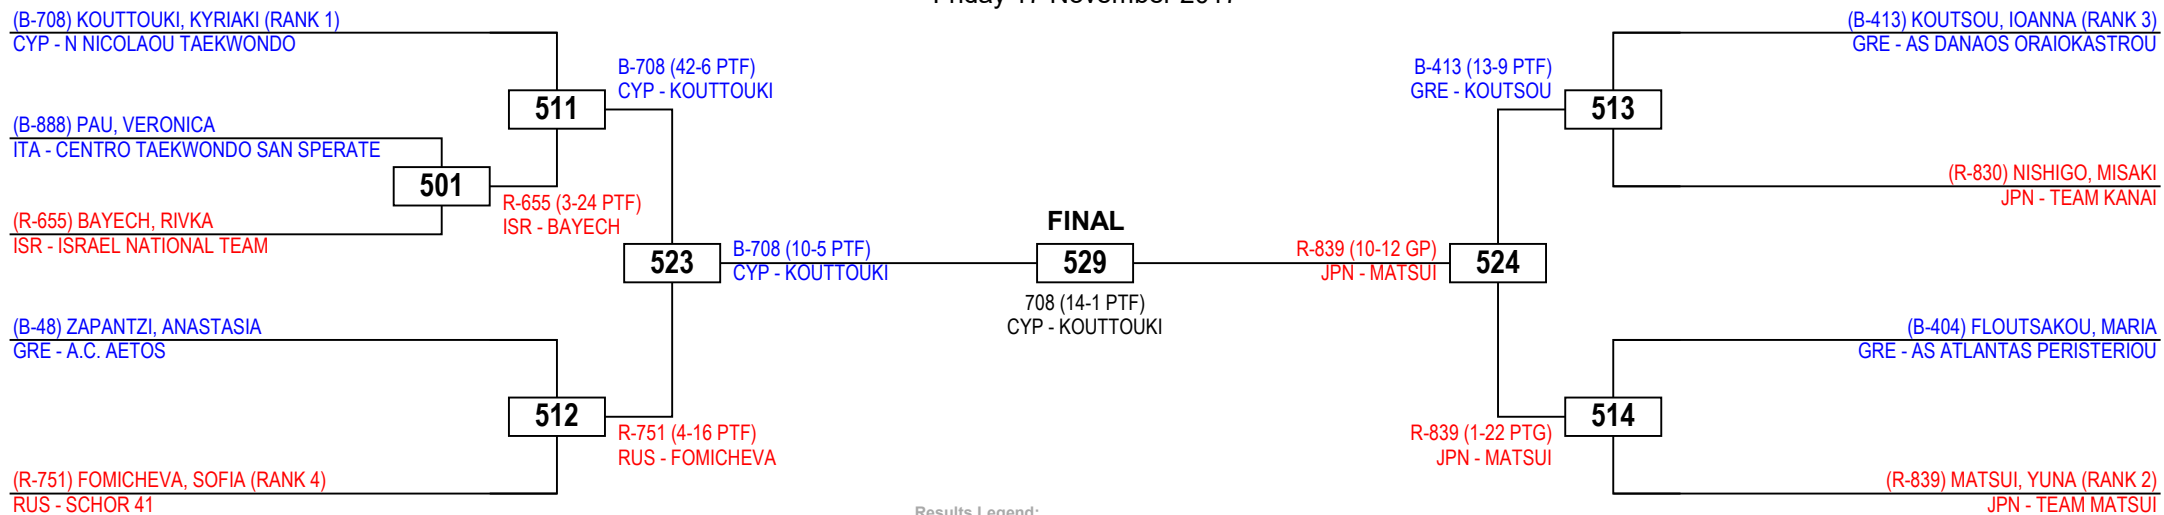 Friday 17 November 2017
(B-708) KOUTTOUKI, KYRIAKI (RANK 1)
CYP - N NICOLAOU TAEKWONDO
(B-888) PAU, VERONICA
ITA - CENTRO TAEKWONDO SAN SPERATE
(R-655) BAYECH, RIVKA
ISR - ISRAEL NATIONAL TEAM
(B-48) ZAPANTZI, ANASTASIA
GRE - A.C. AETOS
(R-751) FOMICHEVA, SOFIA (RANK 4)
RUS - SCHOR 41
501
R-655 (3-24 PTF)
ISR - BAYECH
511
B-708 (42-6 PTF)
CYP - KOUTTOUKI
512
R-751 (4-16 PTF)
RUS - FOMICHEVA
523
B-708 (10-5 PTF)
CYP - KOUTTOUKI
FINAL
529
708 (14-1 PTF)
CYP - KOUTTOUKI
R-839 (10-12 GP)
JPN - MATSUI
524
B-413 (13-9 PTF)
GRE - KOUTSOU
513
R-839 (1-22 PTG)
JPN - MATSUI
514
(B-413) KOUTSOU, IOANNA (RANK 3)
GRE - AS DANAOS ORAIOKASTROU
(R-830) NISHIGO, MISAKI
JPN - TEAM KANAI
(B-404) FLOUTSAKOU, MARIA
GRE - AS ATLANTAS PERISTERIOU
(R-839) MATSUI, YUNA (RANK 2)
JPN - TEAM MATSUI
Results Legend: